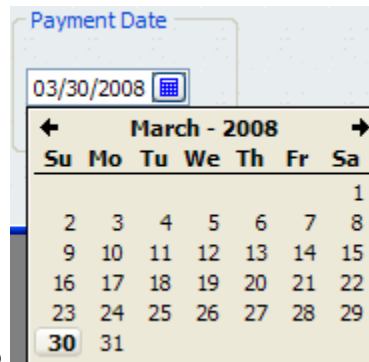 Payment Date
03/30/2008
March - 2008
Su Mo Tu We Th Fr Sa
1
2 3 4 5 6 7 8
9 10 11 12 13 14 15
16 17 18 19 20 21 22
23 24 25 26 27 28 29
30 31